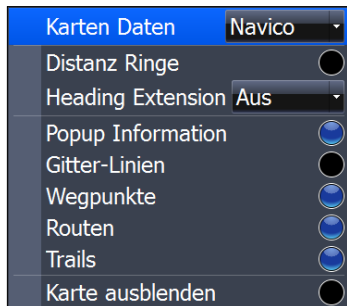 Karten Daten Navico
Distanz Ringe
Heading Extension Aus
Popup Information
Gitter-Linien
Wegpunkte
Routen
Trails
Karte ausblenden